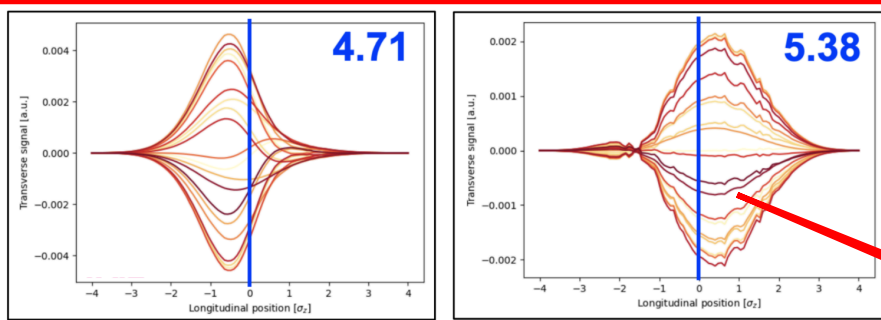 4.71
Transverse signal [a.u.]
0.004
0.002
0.000
−0.002
−0.004
−4 −3 −2 −1 0 1 2 3 4
Longitudinal position [σz]
5.38
Transverse signal [a.u.]
0.002
0.001
0.000
−0.001
−0.002
−4 −3 −2 −1 0 1 2 3 4
Longitudinal position [σz]